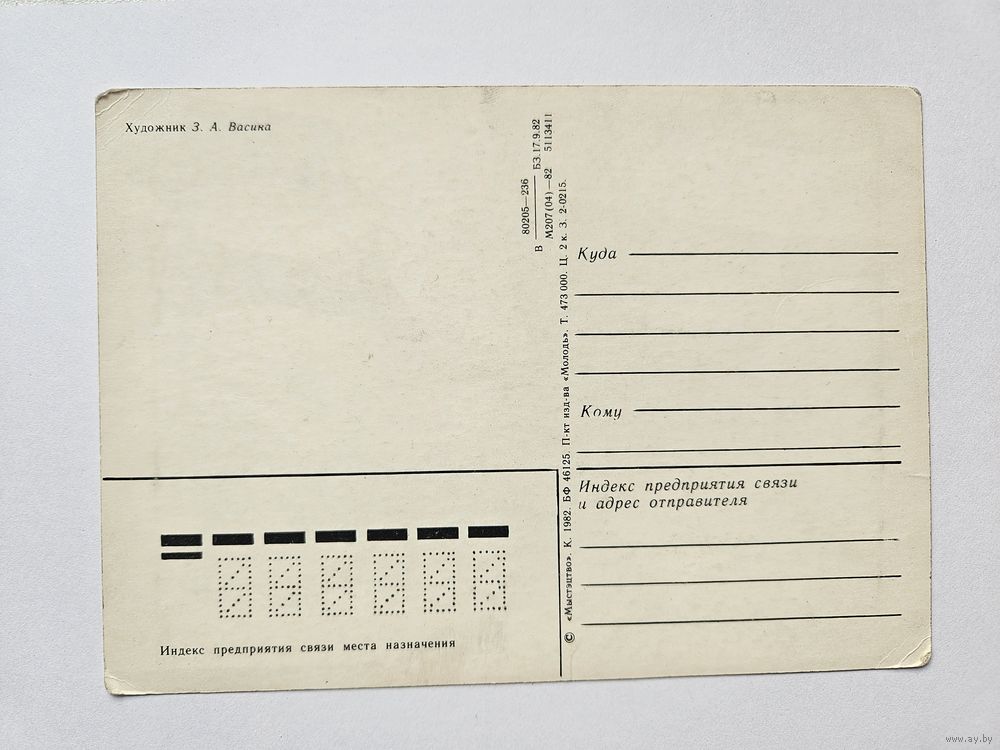 Художник З. А. Васина
80205—236
В ——— БЗ.17.9.82
М207(04)—82 5113411
© «Мыстэцтво». К. 1982. БФ 46125. П-кт изд-ва «Молодь». Т. 473 000. Ц. 2 к. З. 2-0215.
Куда
Кому
Индекс предприятия связи
и адрес отправителя
Индекс предприятия связи места назначения
www.ay.by